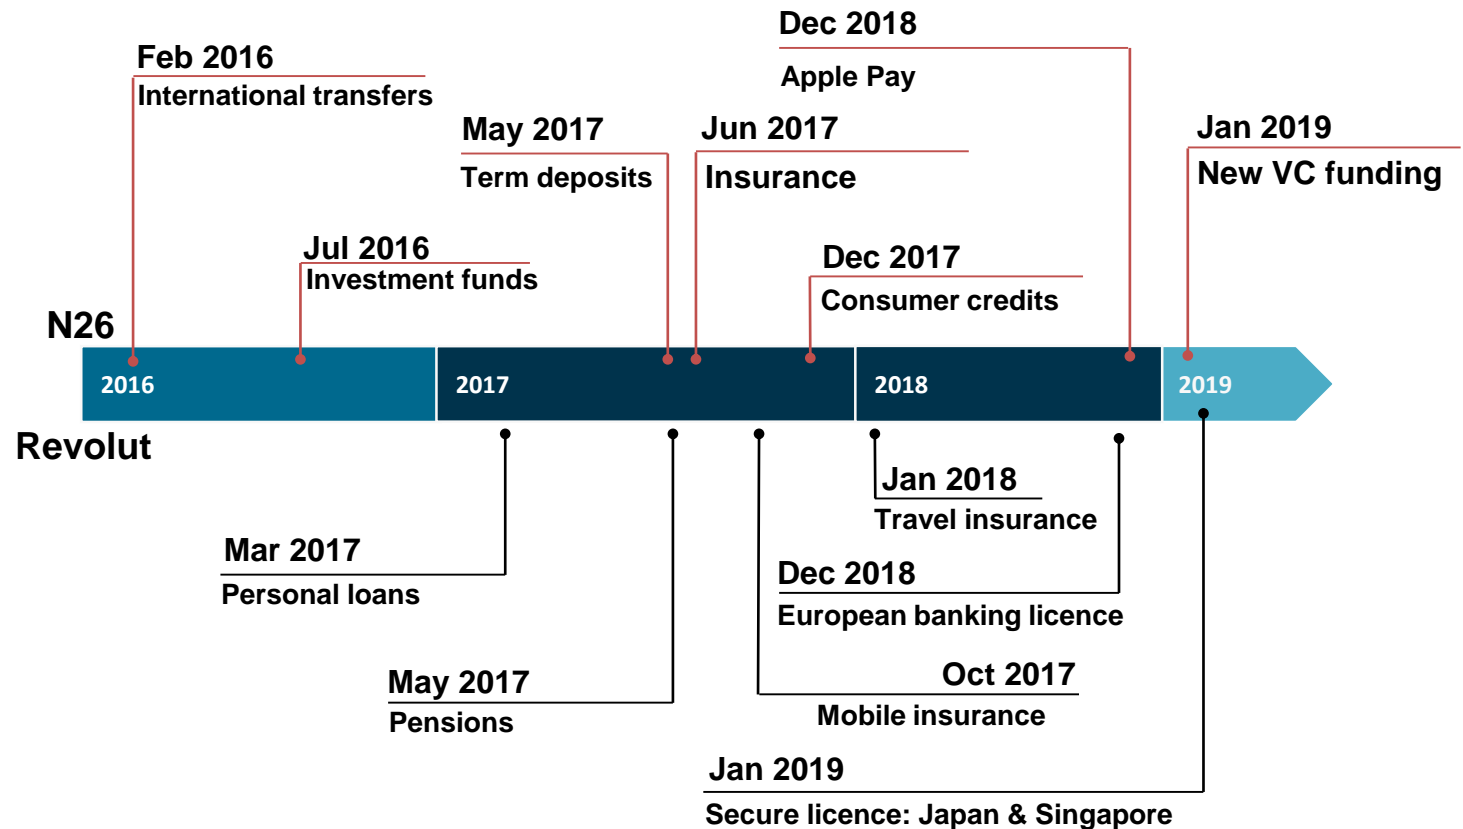 Dec 2018
Apple Pay
Feb 2016
International transfers
May 2017
Term deposits
Jun 2017
Insurance
Jan 2019
New VC funding
Jul 2016
Investment funds
Dec 2017
Consumer credits
N26
2016
2017
2018
2019
Revolut
Jan 2018
Travel insurance
Mar 2017
Personal loans
Dec 2018
European banking licence
May 2017
Pensions
Oct 2017
Mobile insurance
Jan 2019
Secure licence: Japan & Singapore